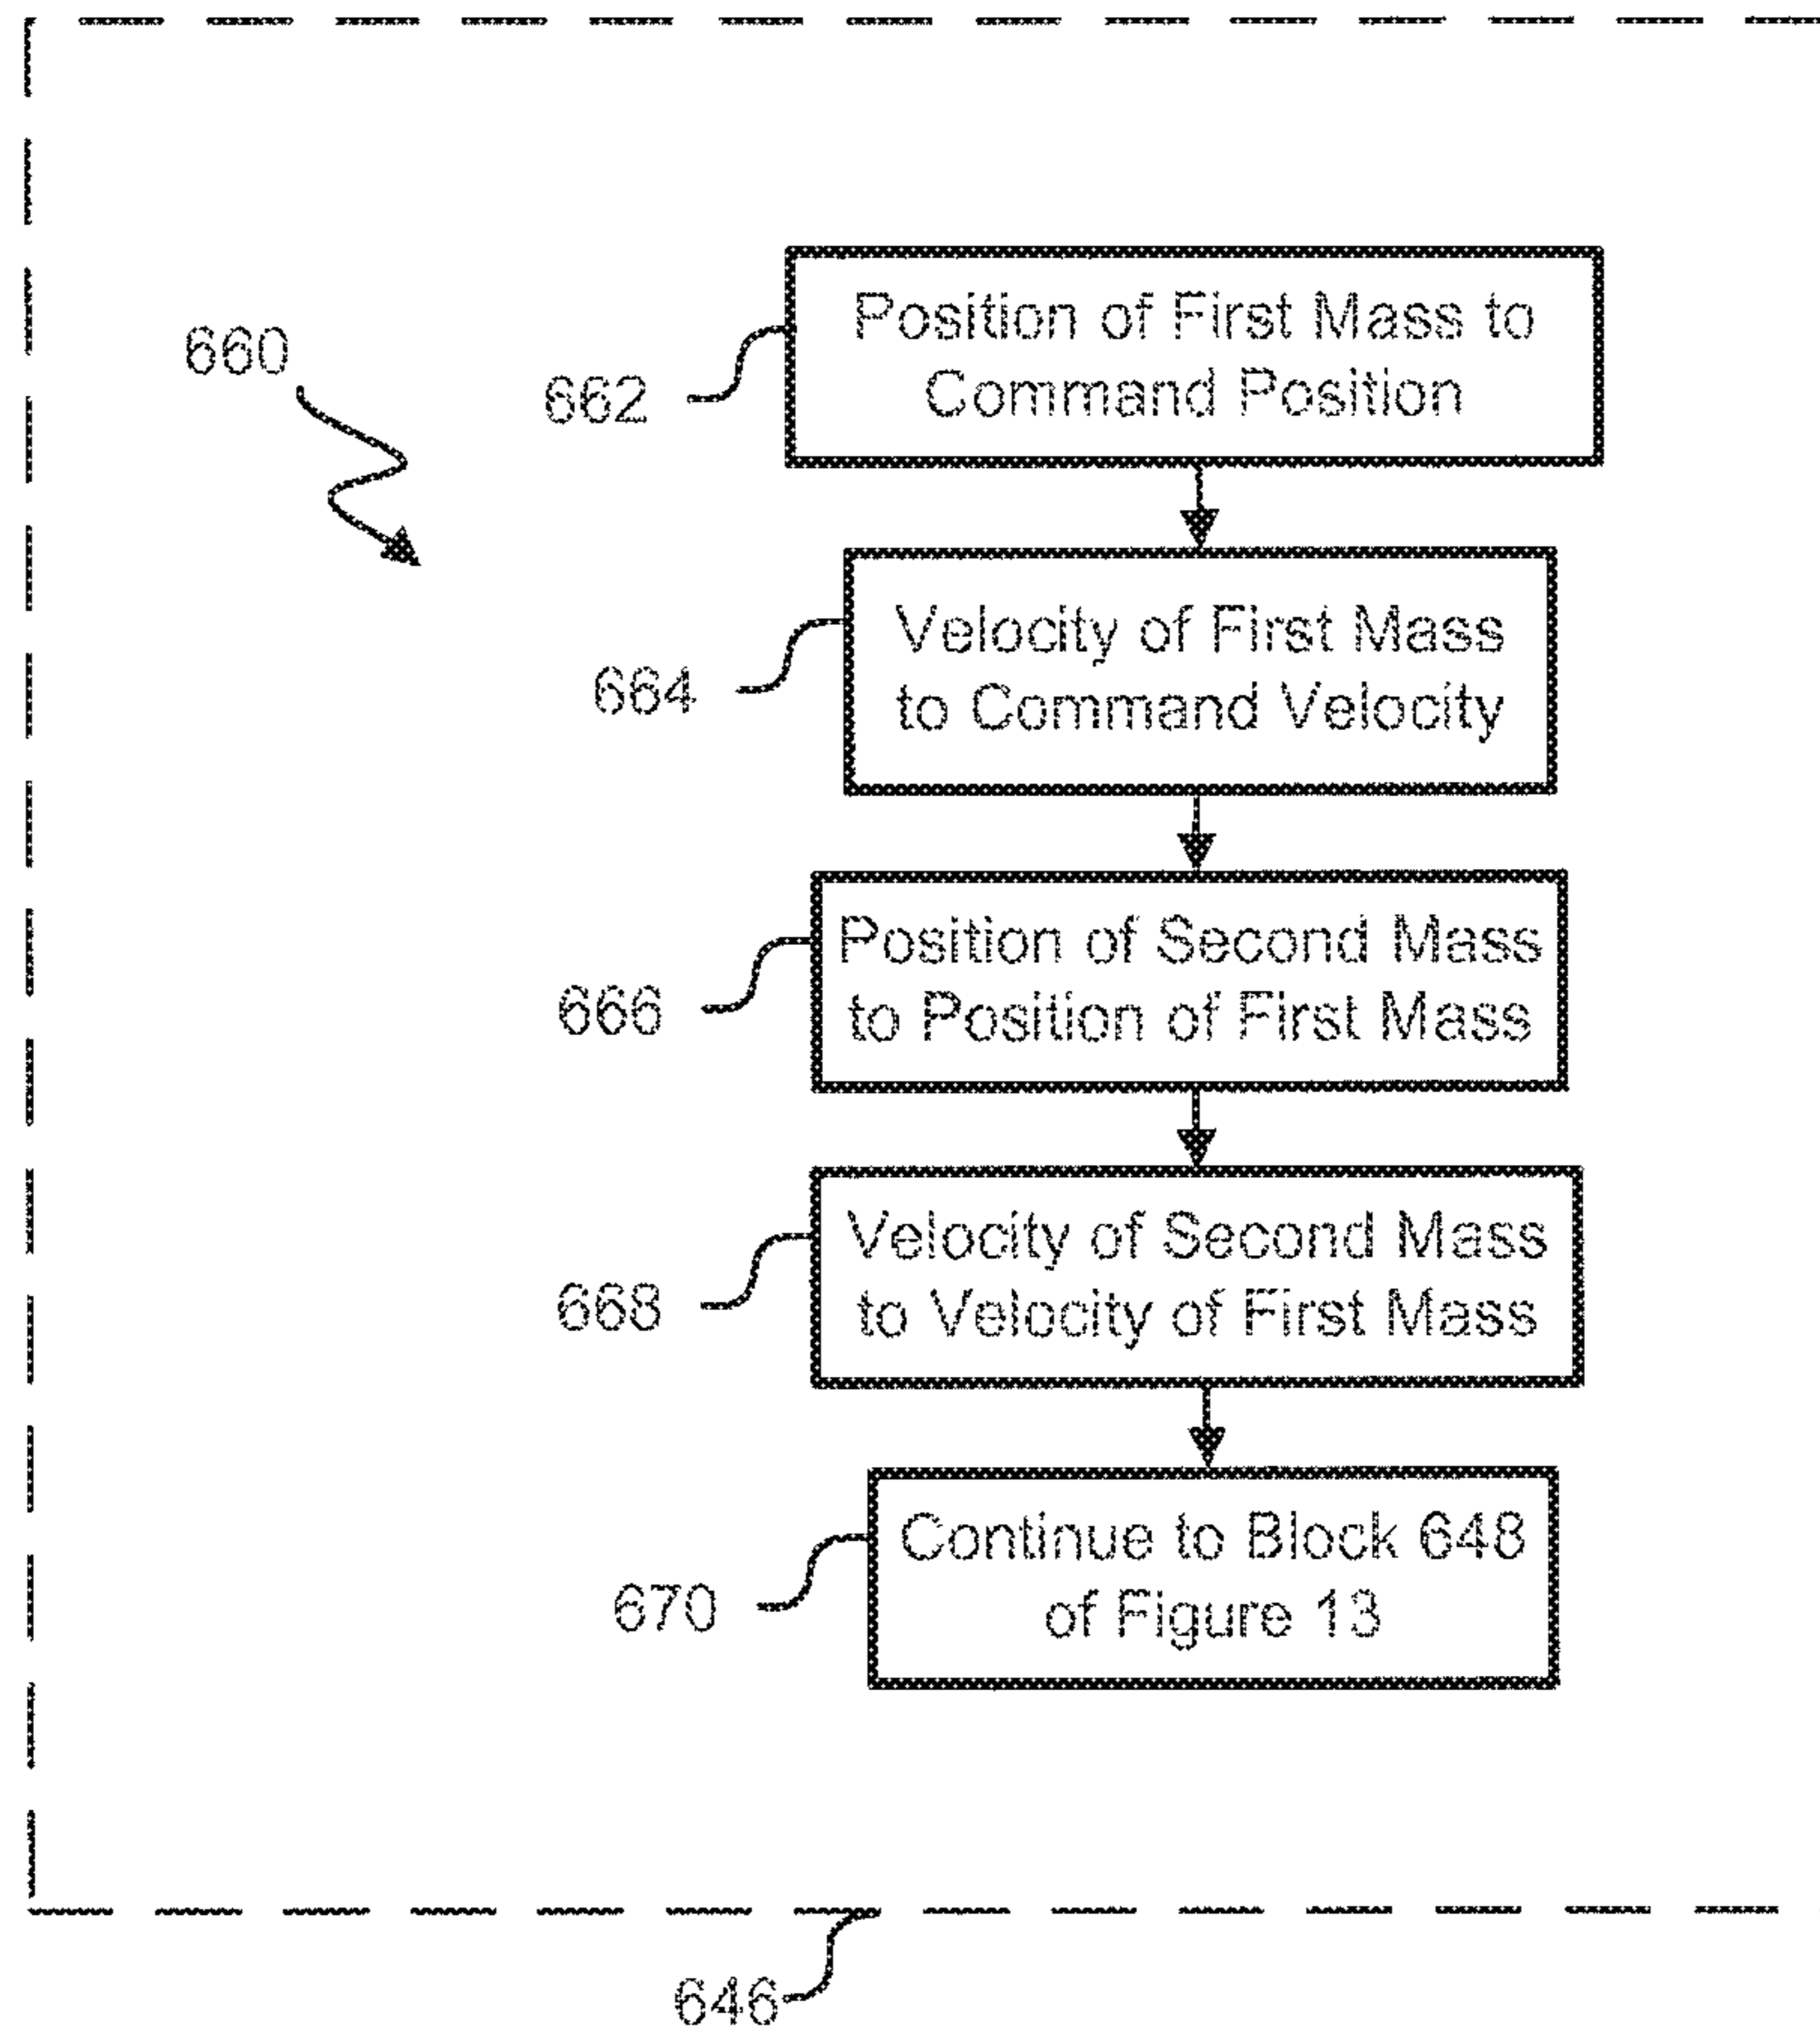 660
662
Position of First Mass to
Command Position
664
Velocity of First Mass
to Command Velocity
666
Position of Second Mass
to Position of First Mass
668
Velocity of Second Mass
to Velocity of First Mass
670
Continue to Block 648
of Figure 13
646